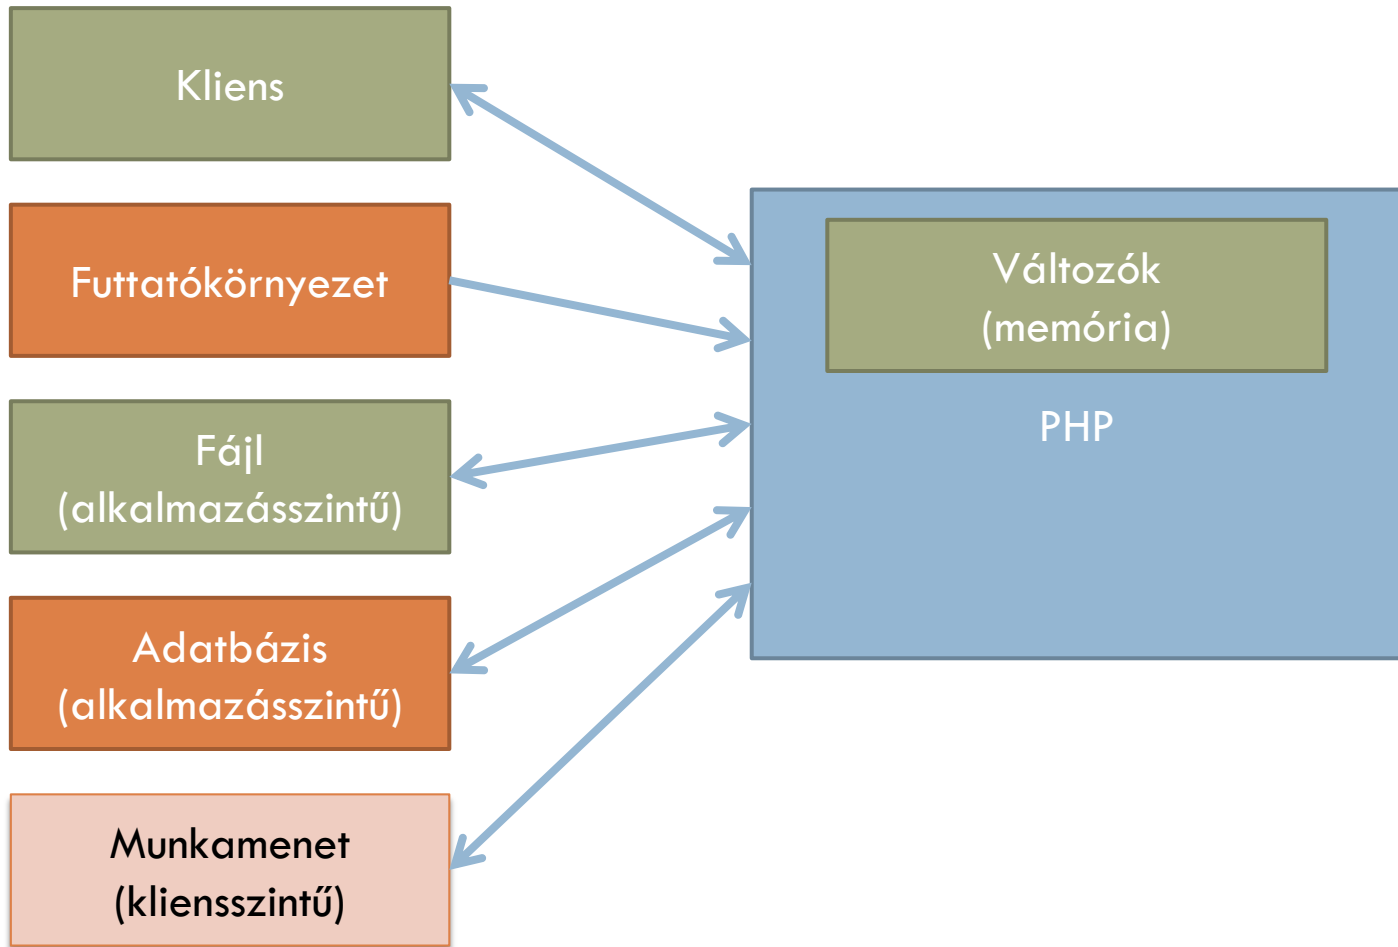 Kliens
Futtatókörnyezet
Fájl
(alkalmazásszintű)
Adatbázis
(alkalmazásszintű)
Munkamenet
(kliensszintű)
Változók
(memória)
PHP